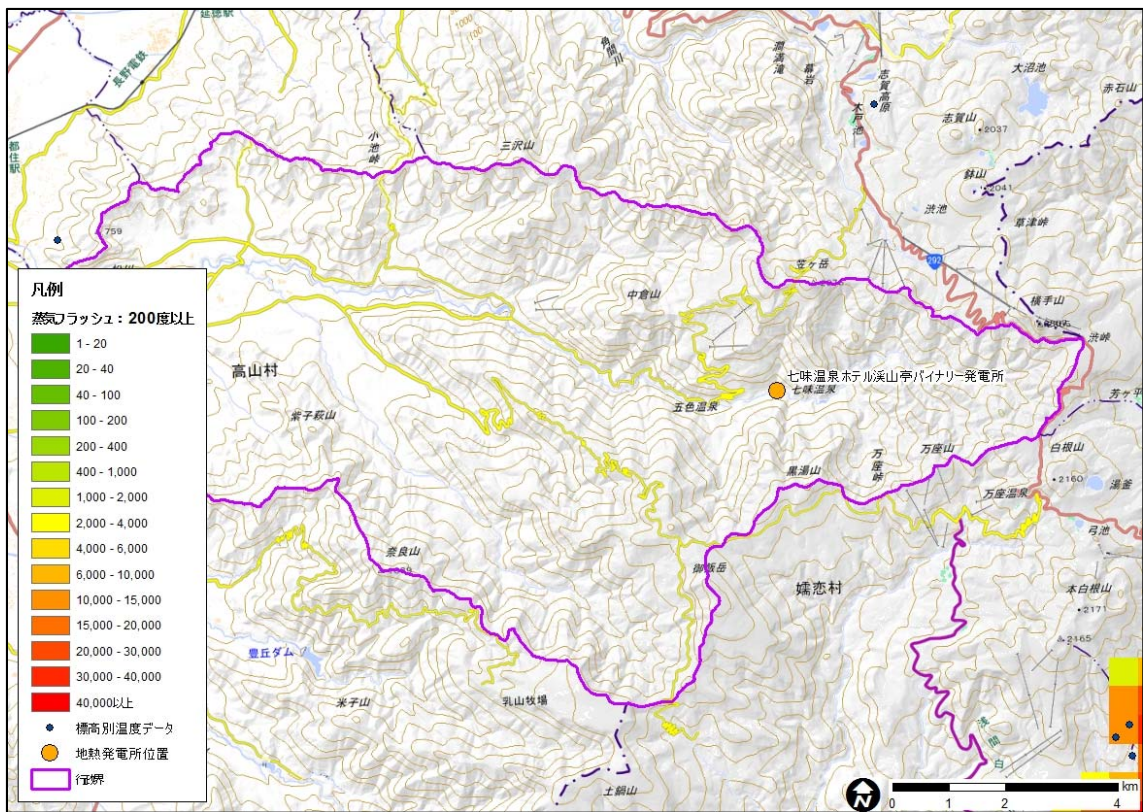 延徳駅
長野電鉄
都住駅
小池峠
三沢山
角間川
澗満滝
幕岩
志賀高原
木戸池
大沼池
赤石山
志賀山
2037
鉢山
2041
渋池
草津峠
292
笠ヶ岳
横手山
渋峠
759
中倉山
高山村
紫子萩山
五色温泉
七味温泉ホテル渓山亭バイナリー発電所
七味温泉
芳ヶ平
黒湯山
万座峠
万座山
白根山
2160
湯釜
万座温泉
弓池
奈良山
御飯岳
嬬恋村
本白根山
2171
2165
豊丘ダム
米子山
乳山牧場
土鍋山
浅間白
凡例
蒸気フラッシュ：200度以上
1 - 20
20 - 40
40 - 100
100 - 200
200 - 400
400 - 1,000
1,000 - 2,000
2,000 - 4,000
4,000 - 6,000
6,000 - 10,000
10,000 - 15,000
15,000 - 20,000
20,000 - 30,000
30,000 - 40,000
40,000以上
標高別温度データ
地熱発電所位置
行政界
N
km
0 1 2 4